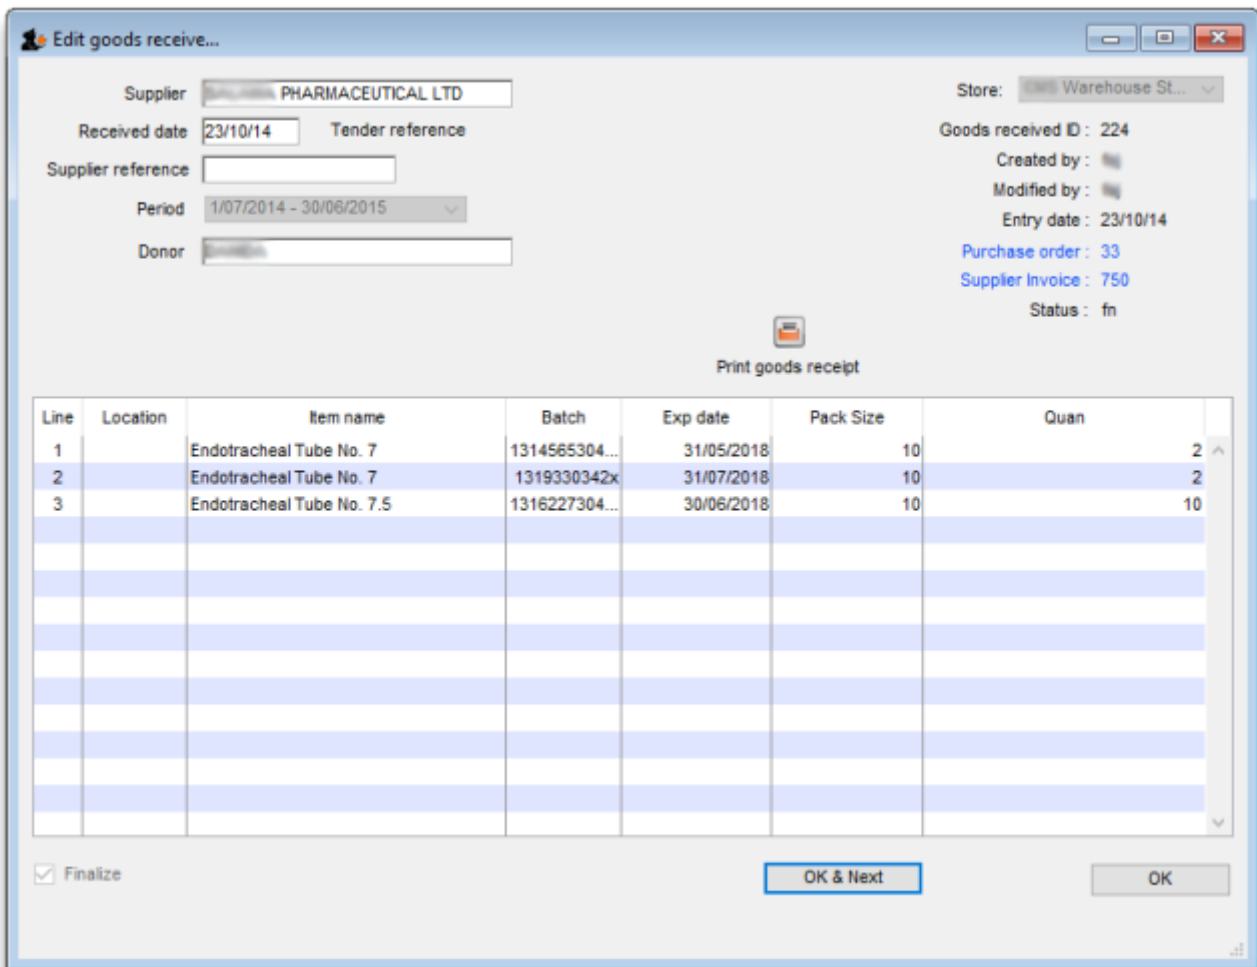 Edit goods receive...
Supplier PHARMACEUTICAL LTD
Store: Warehouse St...
Received date 23/10/14 Tender reference
Goods received ID : 224
Supplier reference
Created by :
Modified by :
Period 1/07/2014 - 30/06/2015
Entry date : 23/10/14
Donor
Purchase order : 33
Supplier Invoice : 750
Status : fn
Print goods receipt
Line Location Item name Batch Exp date Pack Size Quan
1 Endotracheal Tube No. 7 1314565304... 31/05/2018 10 2
2 Endotracheal Tube No. 7 1319330342x 31/07/2018 10 2
3 Endotracheal Tube No. 7.5 1316227304... 30/06/2018 10 10
Finalize
OK & Next
OK